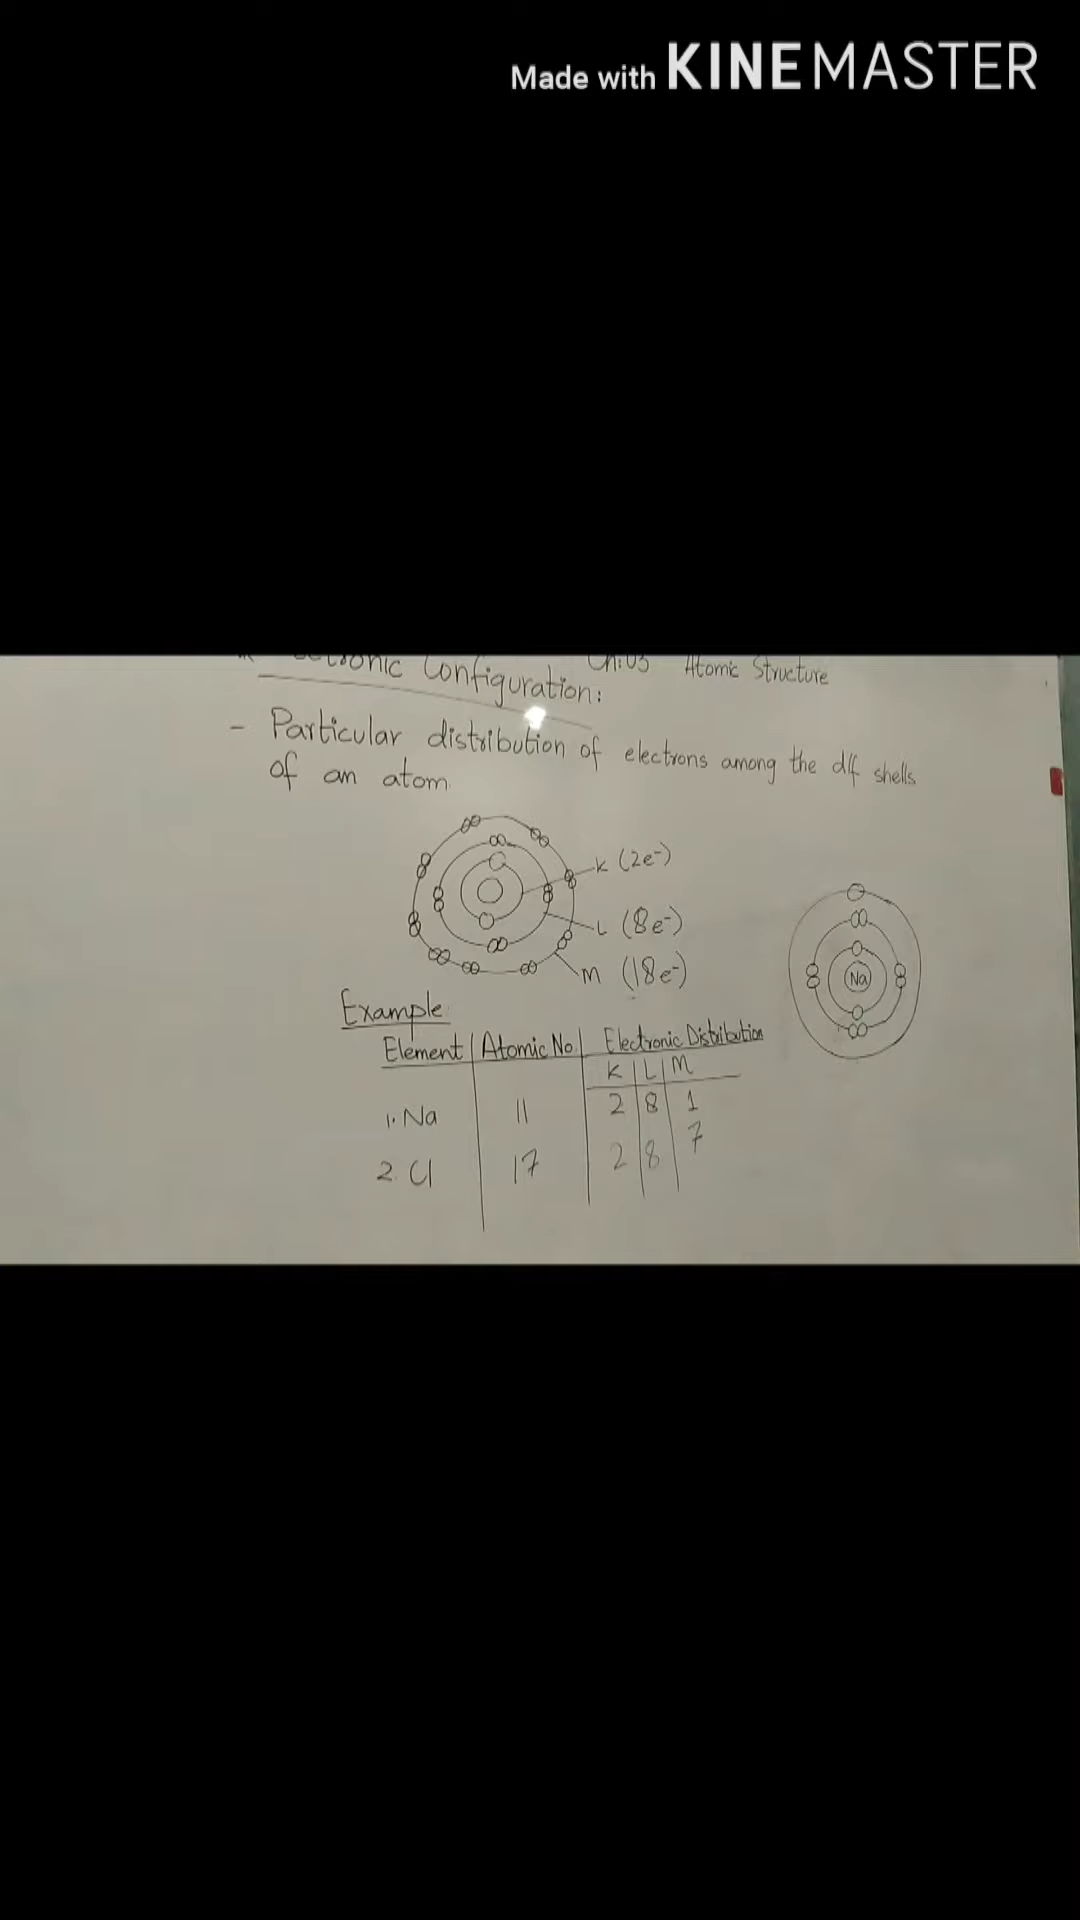 Made with KINEMASTER
Configuration: Ch:03 Atomic Structure
- Particular distribution of electrons among the dif shells
of an atom.
K (2e⁻)
L (8e⁻)
M (18e⁻)
Na
Example:
Element Atomic No. Electronic Distribution
K L M
1. Na 11 2 8 1
2. Cl 17 2 8 7